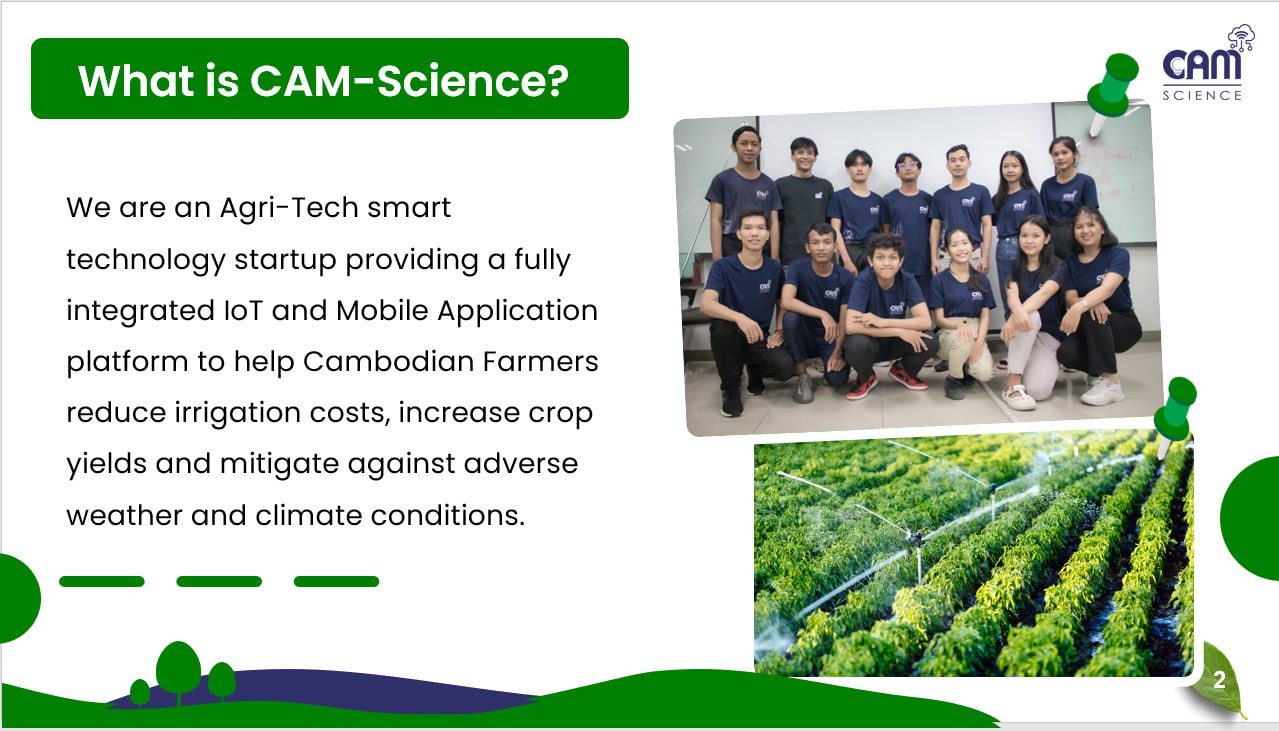 What is CAM-Science?
CAM
SCIENCE
We are an Agri-Tech smart
technology startup providing a fully
integrated IoT and Mobile Application
platform to help Cambodian Farmers
reduce irrigation costs, increase crop
yields and mitigate against adverse
weather and climate conditions.
2